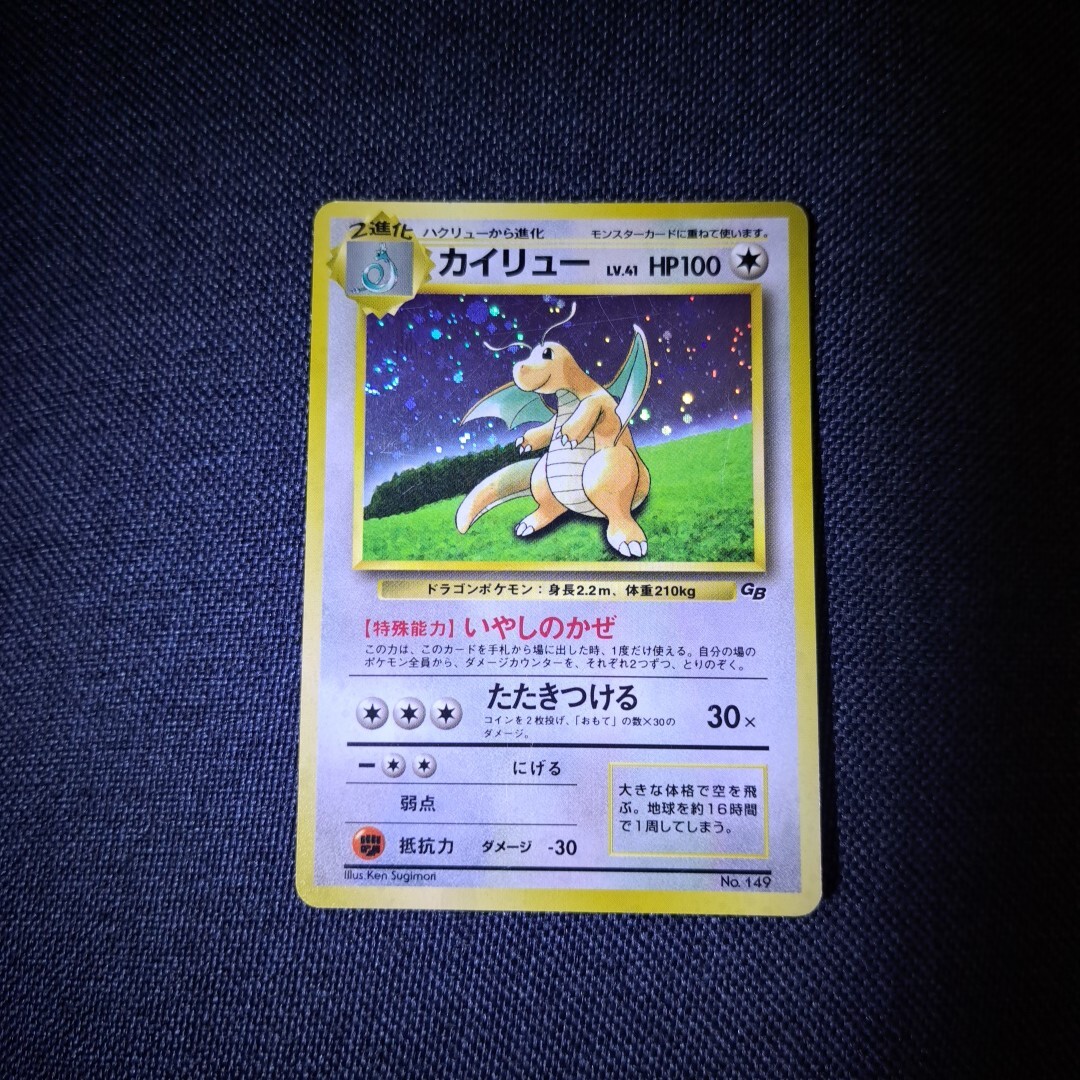 2進化 ハクリューから進化 モンスターカードに重ねて使います。
カイリュー LV.41 HP100
ドラゴンポケモン:身長2.2m、体重210kg GB
【特殊能力】いやしのかぜ
この力は、このカードを手札から場に出した時、1度だけ使える。自分の場の
ポケモン全員から、ダメージカウンターを、それぞれ2つずつ、とりのぞく。
たたきつける 30×
コインを2枚投げ、「おもて」の数×30の
ダメージ。
ー にげる
弱点
抵抗力 ダメージ -30
大きな体格で空を飛
ぶ。地球を約16時間
で1周してしまう。
Illus.Ken Sugimori No. 149